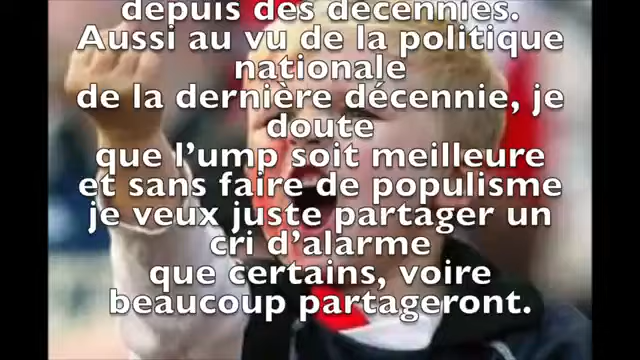 depuis des décennies.
Aussi au vu de la politique
nationale
de la dernière décennie, je
doute
que l'ump soit meilleure
et sans faire de populisme
je veux juste partager un
cri d'alarme
que certains, voire
beaucoup partageront.